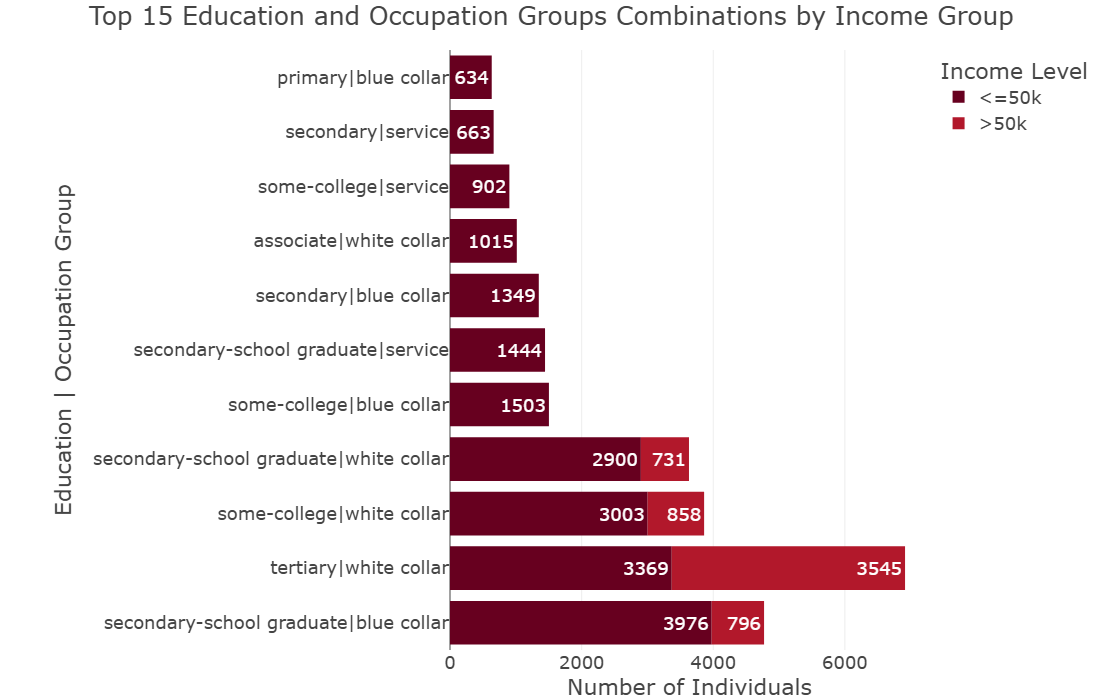 Top 15 Education and Occupation Groups Combinations by Income Group
Income Level
<=50k
>50k
Education | Occupation Group
primary|blue collar 634
secondary|service 663
some-college|service 902
associate|white collar 1015
secondary|blue collar 1349
secondary-school graduate|service 1444
some-college|blue collar 1503
secondary-school graduate|white collar 2900 731
some-college|white collar 3003 858
tertiary|white collar 3369 3545
secondary-school graduate|blue collar 3976 796
0 2000 4000 6000
Number of Individuals